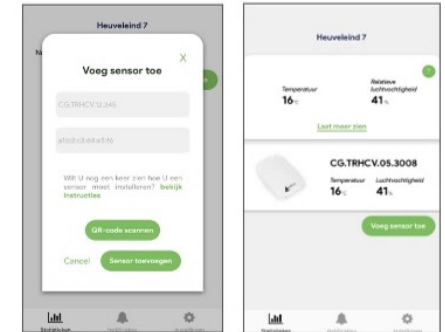 Heuveleind 7
X
Voeg sensor toe
CG.TRHCV.12.345
Wilt U nog een keer zien hoe U een
sensor moet installeren? bekijk
instructies
QR-code scannen
Cancel
Sensor toevoegen
Statistieken
Heuveleind 7
Temperatuur
Relatieve
luchtvochtigheid
16°C
41%
Laat meer zien
CG.TRHCV.05.3008
Temperatuur
Luchtvochtigheid
16°C
41%
Voeg sensor toe